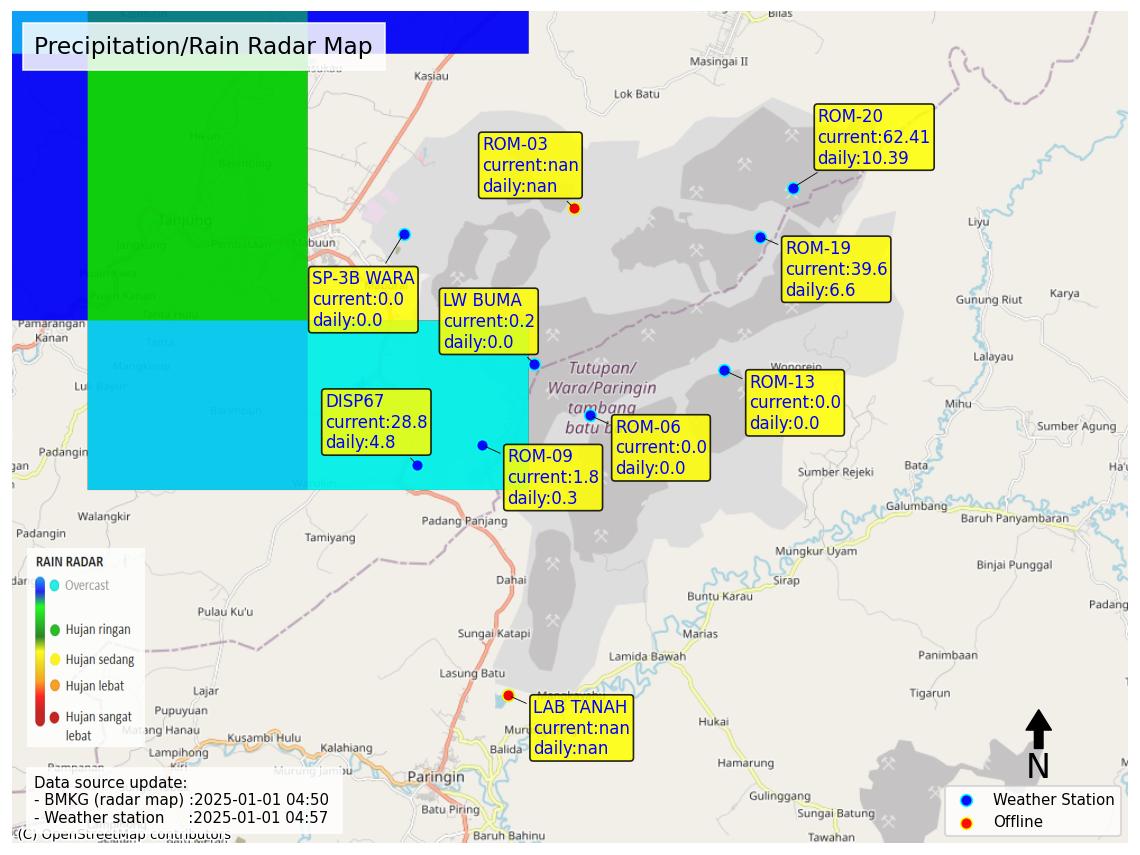 Precipitation/Rain Radar Map
Bilas
Masingai II
Kasiau
Lok Batu
ROM-20
current:62.41
daily:10.39
ROM-03
current:nan
daily:nan
Tanjung
Mabuun
Liyu
ROM-19
current:39.6
daily:6.6
SP-3B WARA
current:0.0
daily:0.0
LW BUMA
current:0.2
daily:0.0
Gunung Riut
Karya
Pamarangan
Kanan
Lalayau
Tutupan/
Wara/Paringin
tambang
Wonorejo
ROM-13
current:0.0
daily:0.0
Mihu
DISP67
current:28.8
daily:4.8
ROM-06
current:0.0
daily:0.0
Sumber Agung
ROM-09
current:1.8
daily:0.3
Sumber Rejeki
Bata
Galumbang
Baruh Panyambaran
Walangkir
Padangin
Padang Panjang
Tamiyang
Mungkur Uyam
Binjai Punggal
Dahai
Sirap
Buntu Karau
Pulau Ku'u
Sungai Katapi
Marias
Lamida Bawah
Panimbaan
Lasung Batu
Tigarun
RAIN RADAR
Overcast
Hujan ringan
Hujan sedang
Hujan lebat
Hujan sangat
lebat
Lajar
Pupuyuan
Matang Hanau
Lampihong
Kusambi Hulu
Kalahiang
Murung Jambu
LAB TANAH
current:nan
daily:nan
Balida
Hukai
Hamarung
Paringin
Batu Piring
Baruh Bahinu
Gulinggang
Sungai Batung
Tawahan
N
Data source update:
- BMKG (radar map) :2025-01-01 04:50
- Weather station :2025-01-01 04:57
(C) OpenStreetMap contributors
Weather Station
Offline